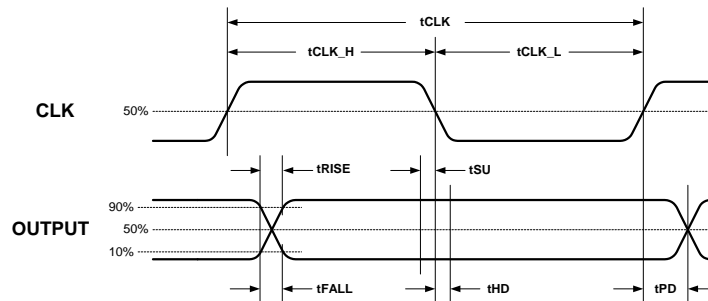 tCLK
tCLK_H
tCLK_L
CLK
50%
tRISE
tSU
90%
OUTPUT
50%
10%
tFALL
tHD
tPD